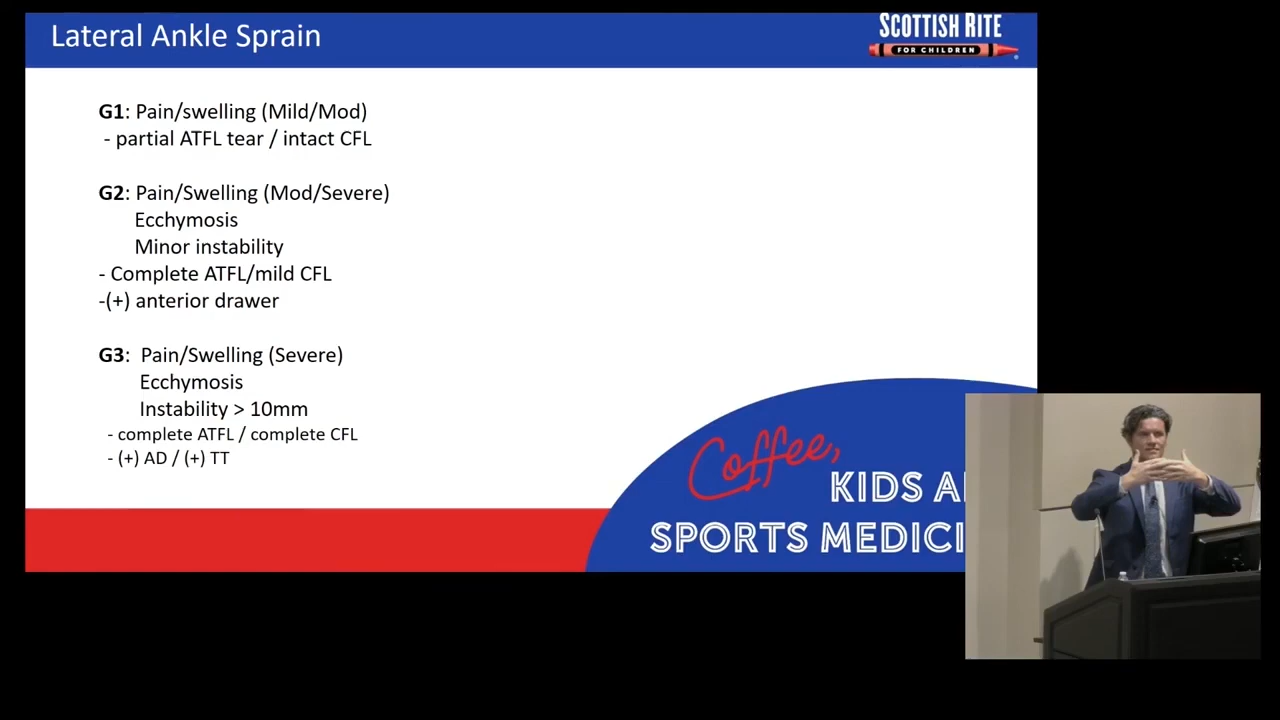 Lateral Ankle Sprain
SCOTTISH RITE
FOR CHILDREN
G1: Pain/swelling (Mild/Mod)
- partial ATFL tear / intact CFL
G2: Pain/Swelling (Mod/Severe)
Ecchymosis
Minor instability
- Complete ATFL/mild CFL
-(+) anterior drawer
G3: Pain/Swelling (Severe)
Ecchymosis
Instability > 10mm
- complete ATFL / complete CFL
- (+) AD / (+) TT
Coffee,
KIDS A
SPORTS MEDICI